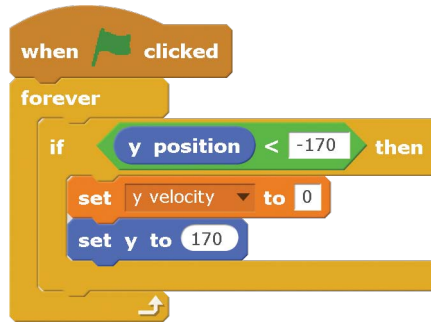 when clicked
forever
if y position < -170 then
set y velocity to 0
set y to 170